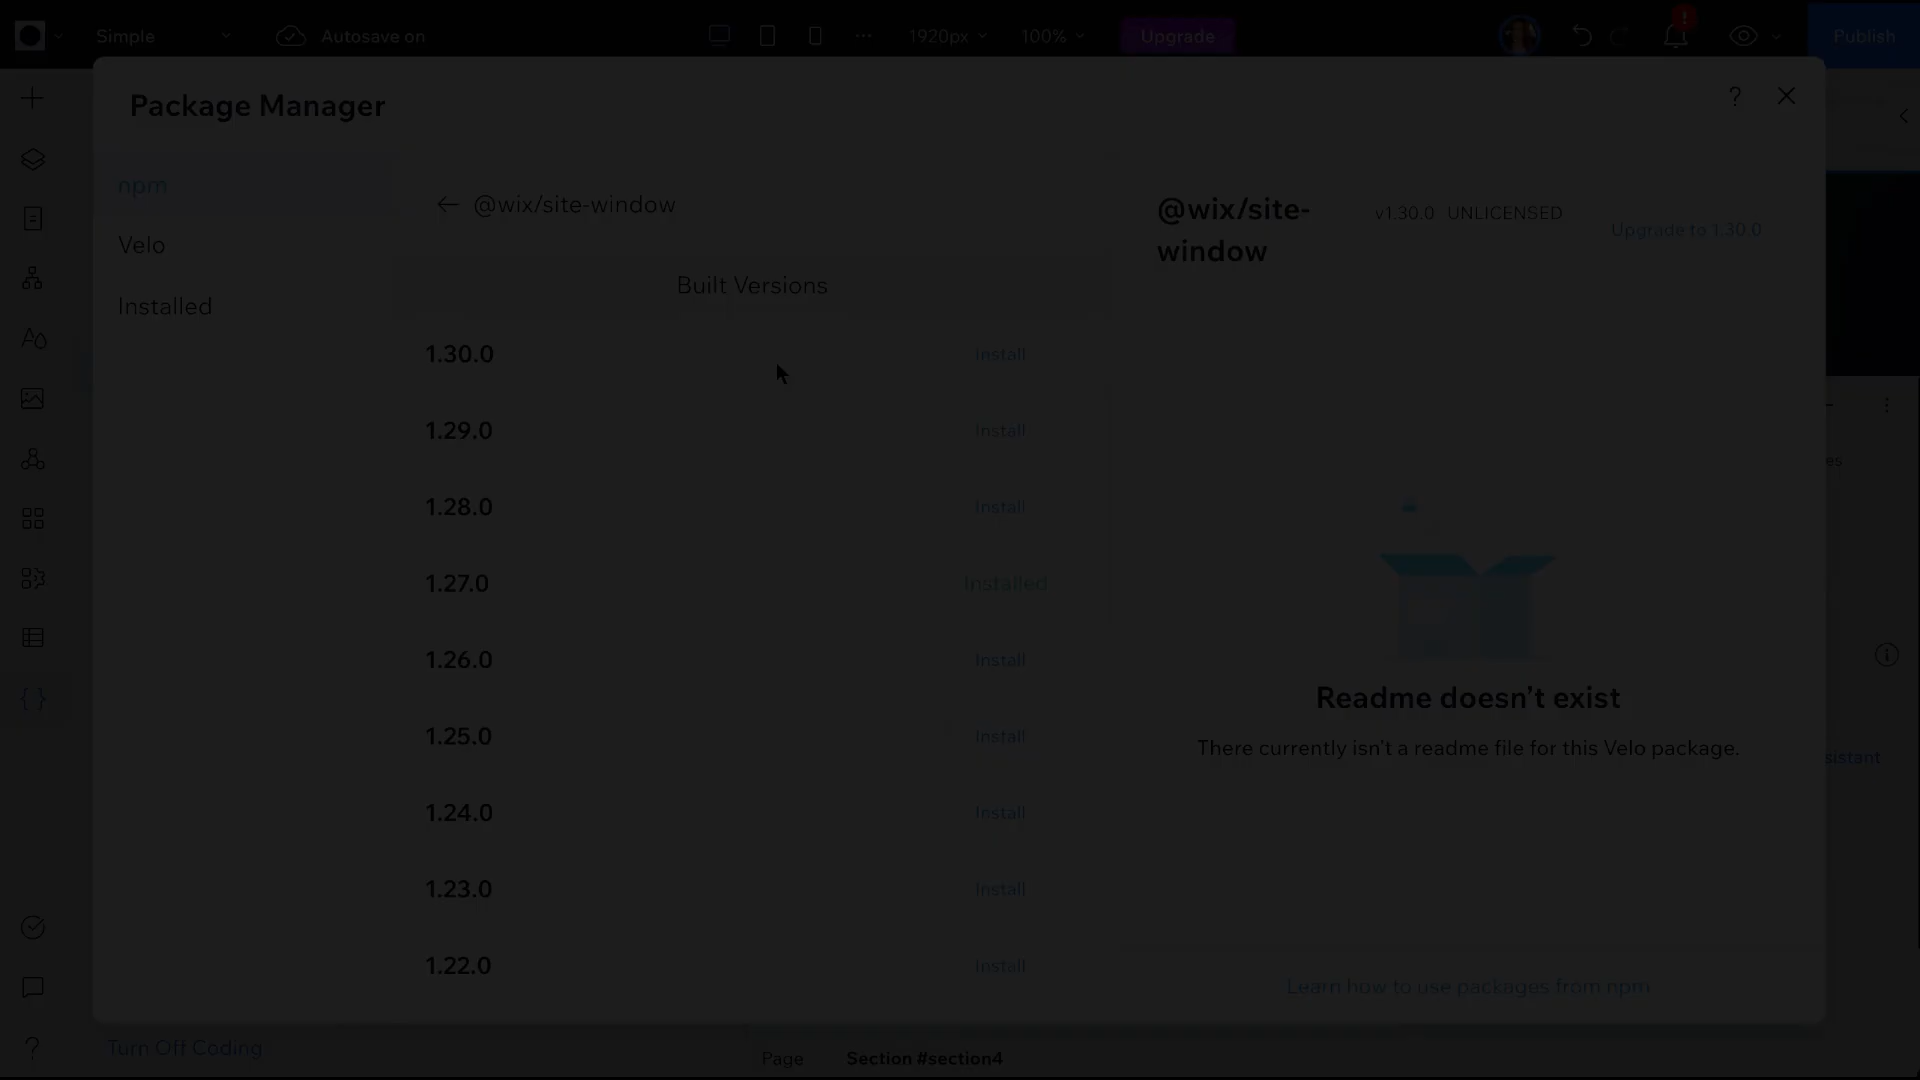 Simple
Autosave on
1920px
100%
Upgrade
!
Publish
Package Manager
?
npm
Velo
Installed
@wix/site-window
Built Versions
1.30.0 Install
1.29.0 Install
1.28.0 Install
1.27.0 Installed
1.26.0 Install
1.25.0 Install
1.24.0 Install
1.23.0 Install
1.22.0 Install
@wix/site-
window
v1.30.0 UNLICENSED
Upgrade to 1.30.0
Readme doesn’t exist
There currently isn’t a readme file for this Velo package.
Learn how to use packages from npm
es
sistant
Turn Off Coding
Page
Section #section4